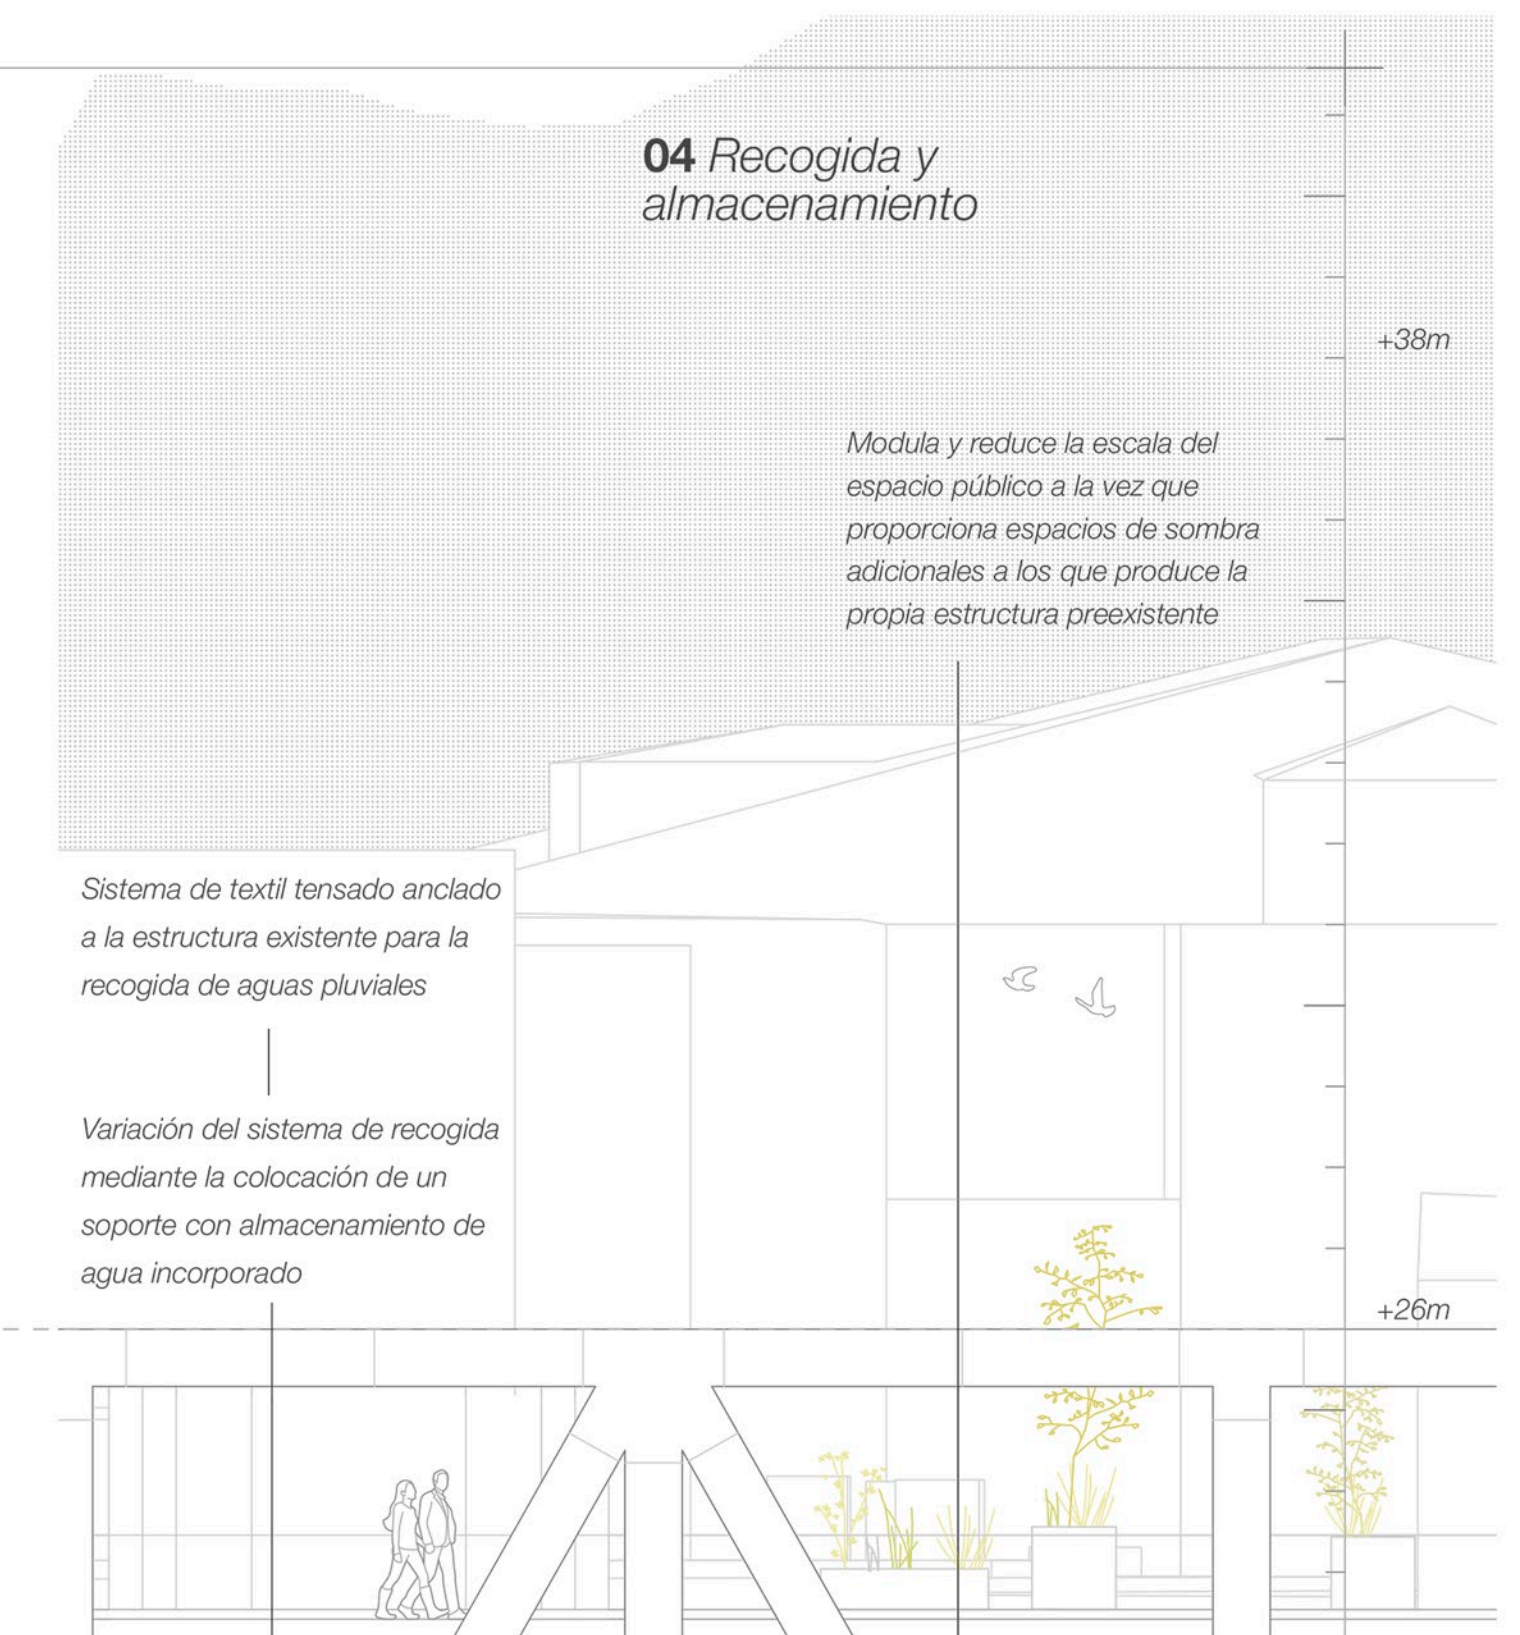 04 Recogida y
almacenamiento
+38m
Modula y reduce la escala del
espacio público a la vez que
proporciona espacios de sombra
adicionales a los que produce la
propia estructura preexistente
Sistema de textil tensado anclado
a la estructura existente para la
recogida de aguas pluviales
Variación del sistema de recogida
mediante la colocación de un
soporte con almacenamiento de
agua incorporado
+26m